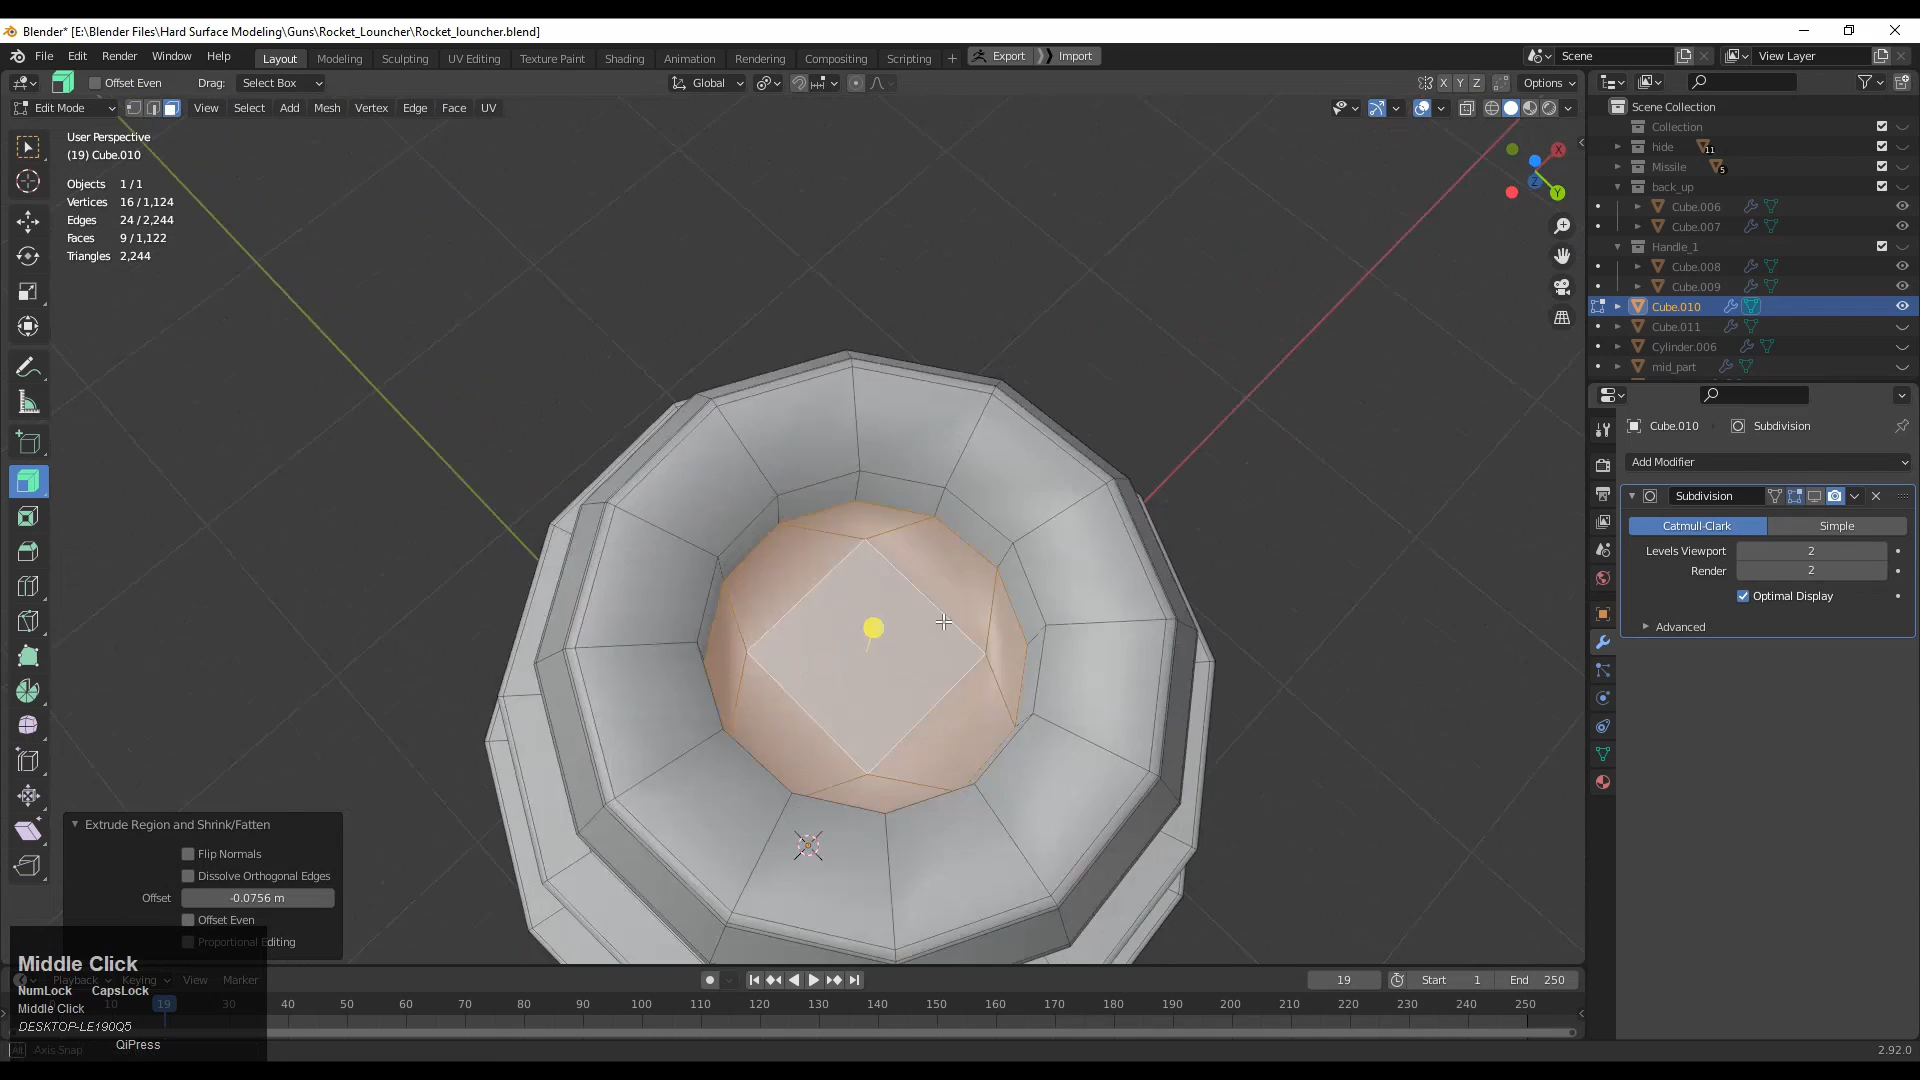 Blender* [E:\Blender Files\Hard Surface Modeling\Guns\Rocket_Louncher\Rocket_louncher.blend]
File Edit Render Window Help Layout Modeling Sculpting UV Editing Texture Paint Shading Animation Rendering Compositing Scripting + Export Import Scene View Layer
Offset Even Drag: Select Box Global X Y Z Options
Edit Mode View Select Add Mesh Vertex Edge Face UV
User Perspective
(19) Cube.010
Objects 1 / 1
Vertices 16 / 1,124
Edges 24 / 2,244
Faces 9 / 1,122
Triangles 2,244
X
Y
Z
Scene Collection
Collection
hide 11
Missile 5
back_up
Cube.006
Cube.007
Handle_1
Cube.008
Cube.009
Cube.010
Cube.011
Cylinder.006
mid_part
Cube.010 Subdivision
Add Modifier
Subdivision
Catmull-Clark Simple
Levels Viewport 2
Render 2
Optimal Display
Advanced
Extrude Region and Shrink/Fatten
Flip Normals
Dissolve Orthogonal Edges
Offset -0.0756 m
Offset Even
Proportional Editing
Middle Click
Playback Keying View Marker 19 Start 1 End 250
NumLock CapsLock
0 10 19 30 40 50 60 70 80 90 100 110 120 130 140 150 160 170 180 190 200 210 220 230 240 250
Middle Click
DESKTOP-LE190Q5
QiPress
Alt Axis Snap 2.92.0